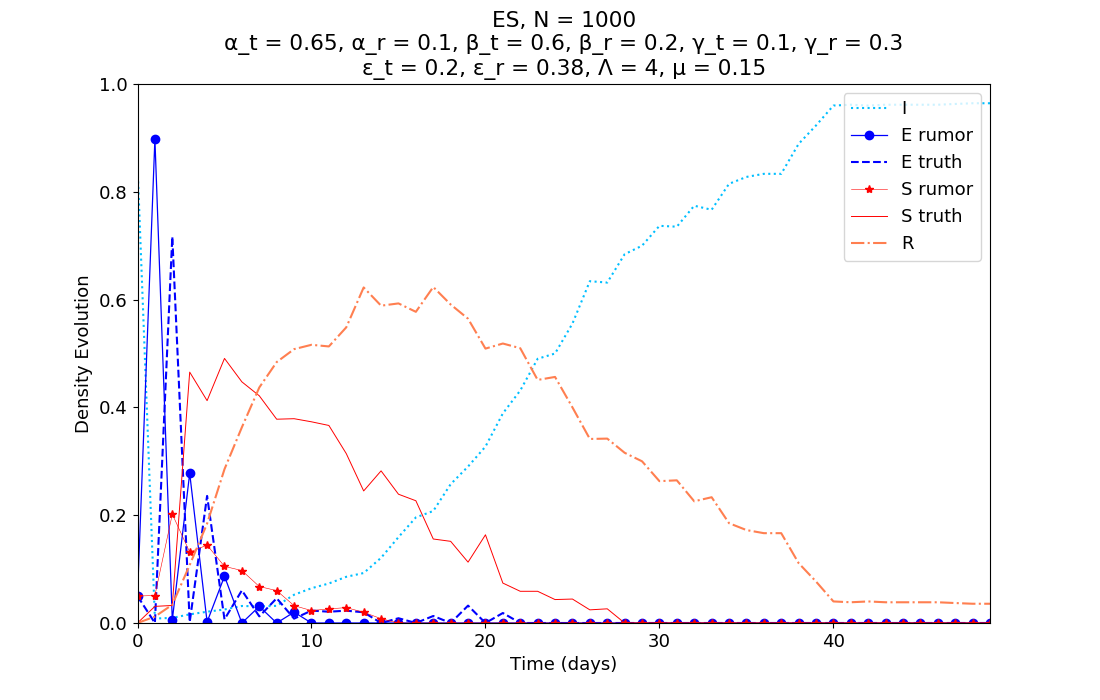 ES, N = 1000
α_t = 0.65, α_r = 0.1, β_t = 0.6, β_r = 0.2, γ_t = 0.1, γ_r = 0.3
ε_t = 0.2, ε_r = 0.38, Λ = 4, μ = 0.15
1.0
0.8
0.6
0.4
0.2
0.0
Density Evolution
I
E rumor
E truth
S rumor
S truth
R
0
10
20
30
40
Time (days)